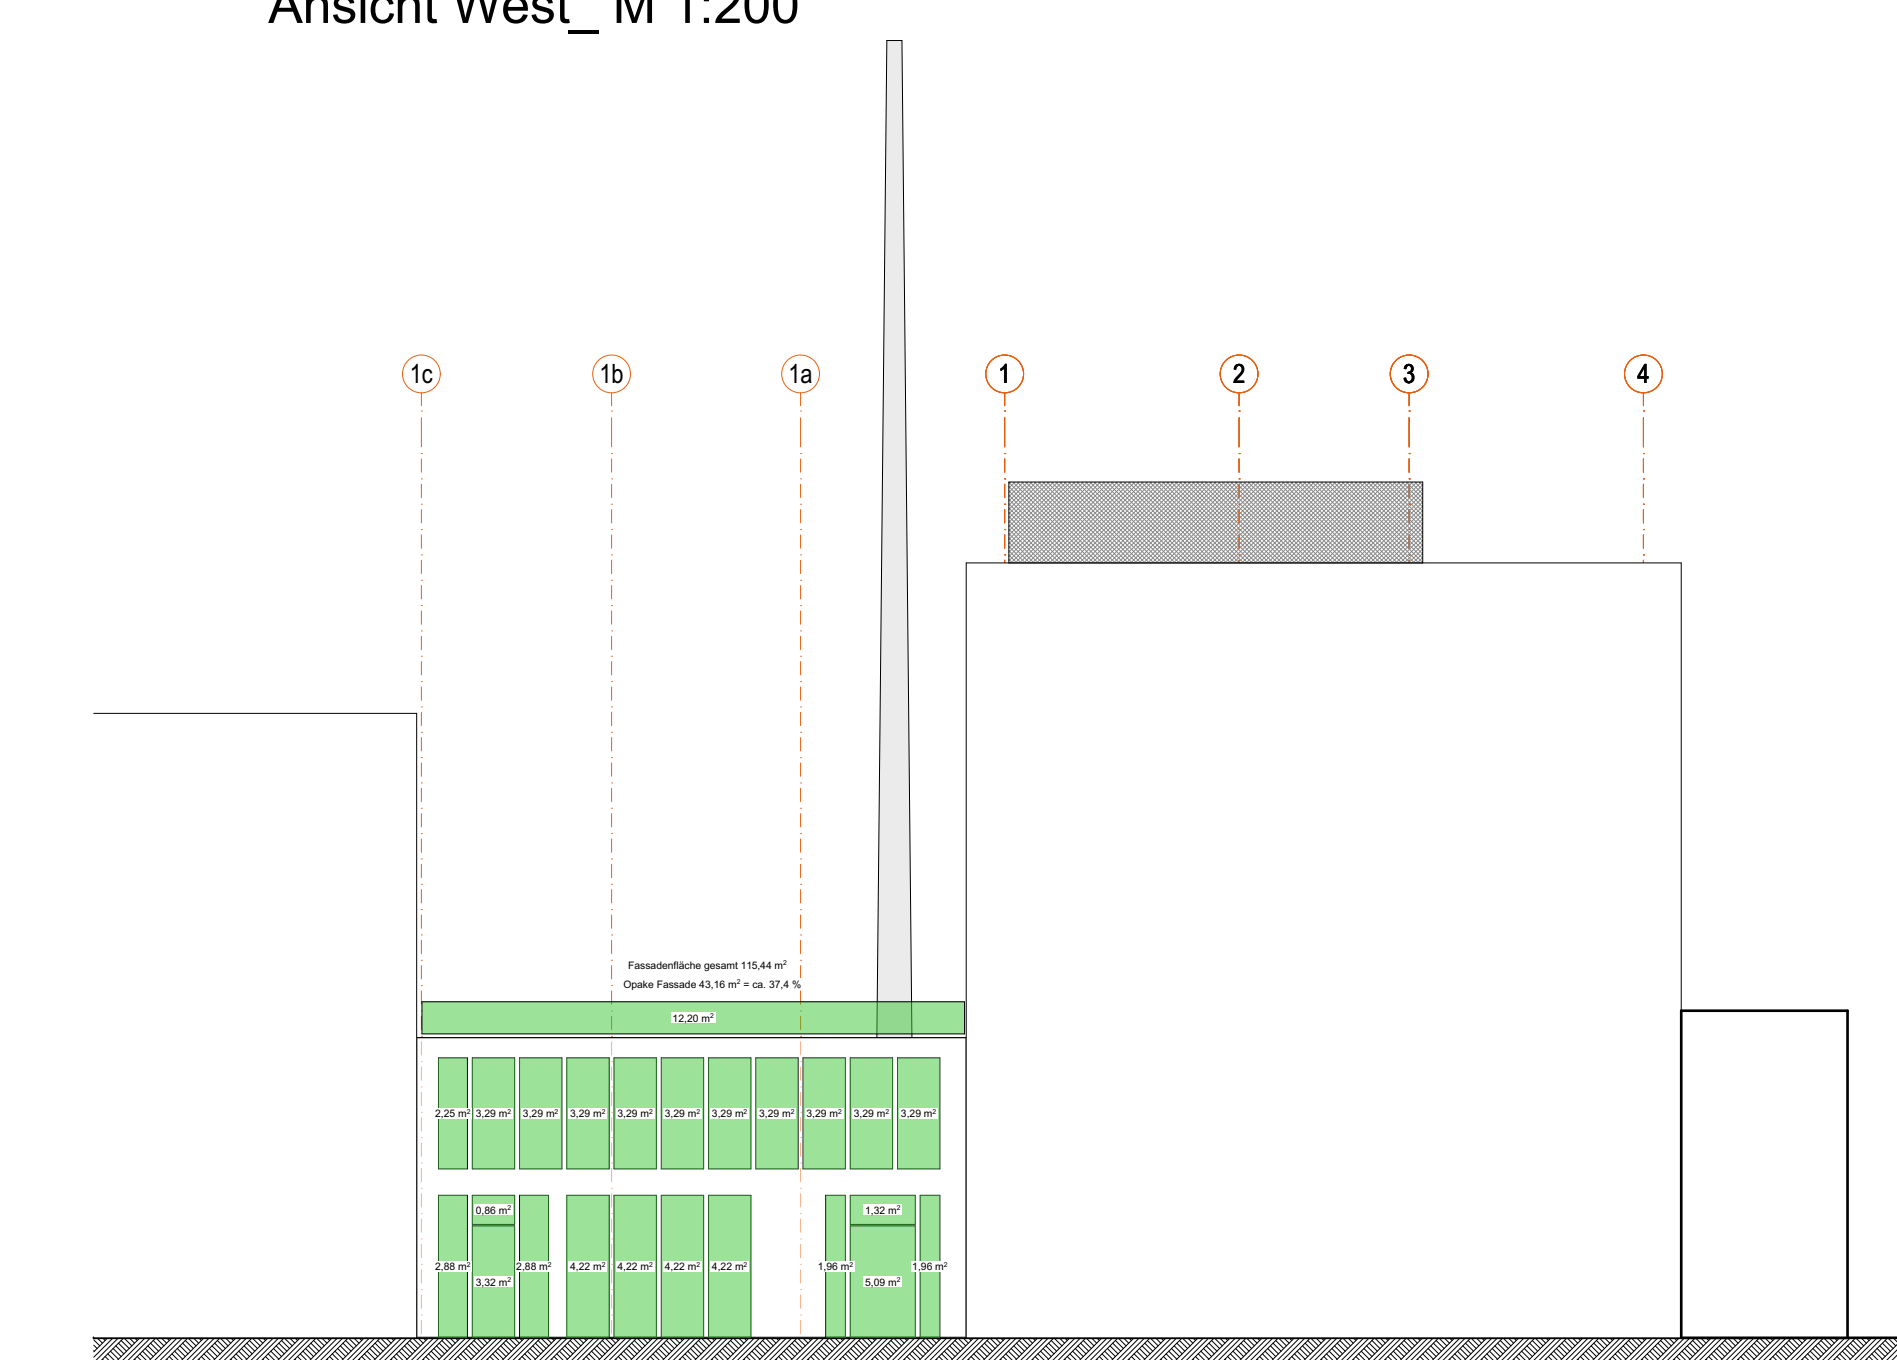 Ansicht West_ M 1:200
1c 1b 1a 1 2 3 4
Fassadenfläche gesamt 115,44 m²
Opake Fassade 43,16 m² = ca. 37,4 %
12,20 m²
2,25 m² 3,29 m² 3,29 m² 3,29 m² 3,29 m² 3,29 m² 3,29 m² 3,29 m² 3,29 m² 3,29 m² 3,29 m²
0,86 m² 1,32 m²
2,88 m² 2,88 m² 4,22 m² 4,22 m² 4,22 m² 4,22 m² 1,96 m² 1,96 m²
3,32 m² 5,09 m²